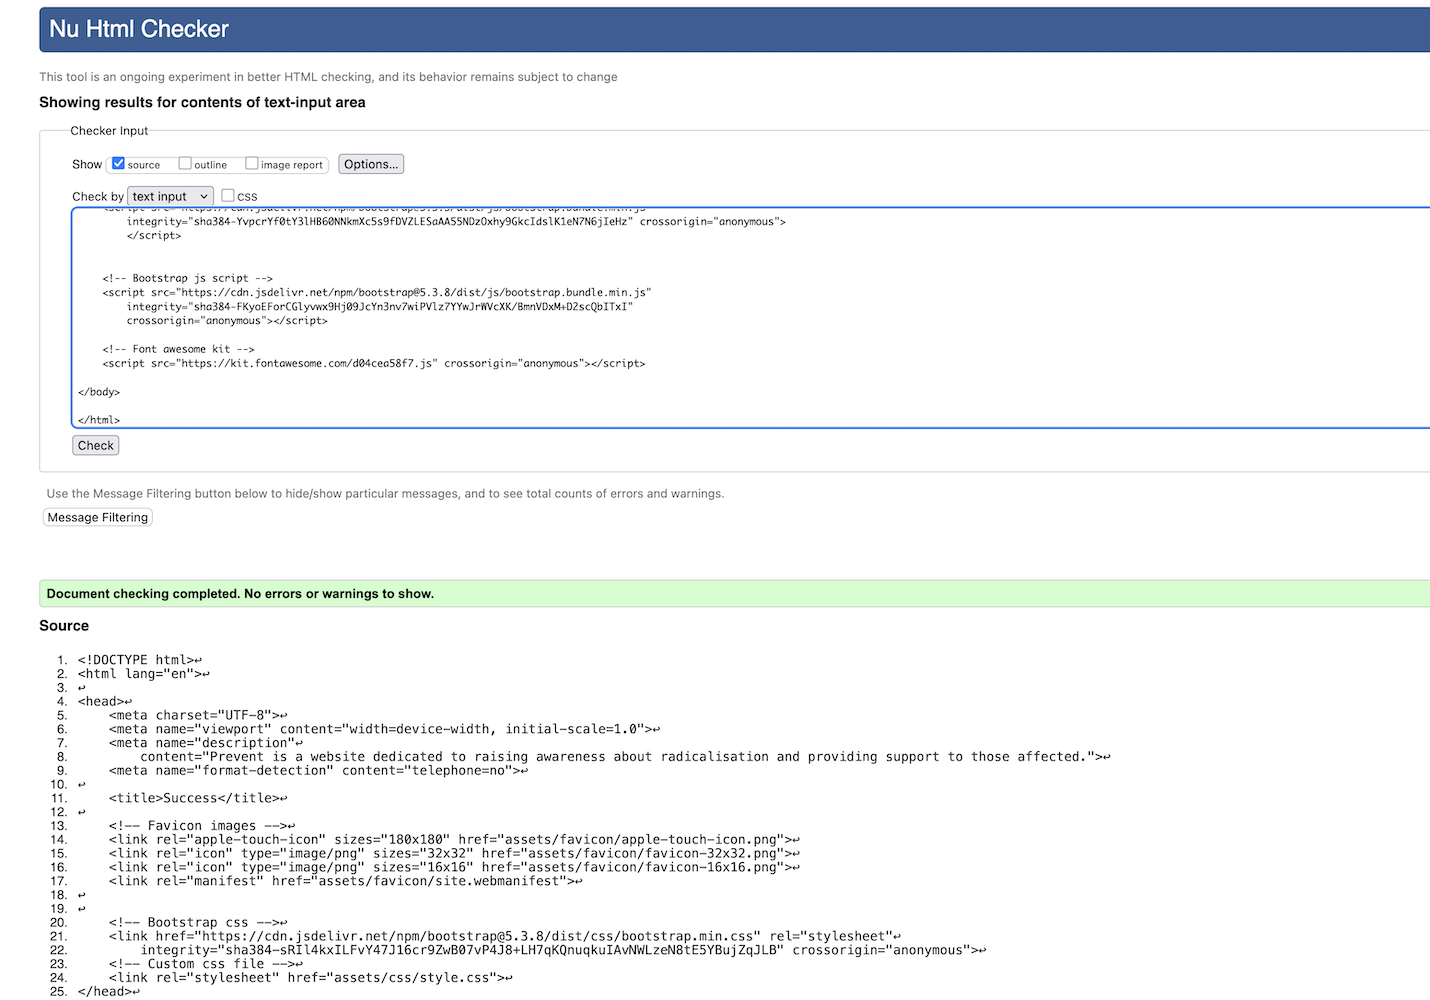 Nu Html Checker
This tool is an ongoing experiment in better HTML checking, and its behavior remains subject to change
Showing results for contents of text-input area
Checker Input
Show source outline image report Options...
Check by text input CSS
integrity="sha384-YvpcrYf0tY3lHB60NNkmXc5s9fDVZLESaAA55NDzOxhy9GkcIdslK1eN7N6jIeHz" crossorigin="anonymous">
</script>
<!-- Bootstrap js script -->
<script src="https://cdn.jsdelivr.net/npm/bootstrap@5.3.8/dist/js/bootstrap.bundle.min.js"
integrity="sha384-FKyoEForCGlyvwx9Hj09JcYn3nv7wiPVlz7YYwJrWVcXK/BmnVDxM+D2scQbITxI"
crossorigin="anonymous"></script>
<!-- Font awesome kit -->
<script src="https://kit.fontawesome.com/d04cea58f7.js" crossorigin="anonymous"></script>
</body>
</html>
Check
Use the Message Filtering button below to hide/show particular messages, and to see total counts of errors and warnings.
Message Filtering
Document checking completed. No errors or warnings to show.
Source
1. <!DOCTYPE html>↩
2. <html lang="en">↩
3. ↩
4. <head>↩
5. <meta charset="UTF-8">↩
6. <meta name="viewport" content="width=device-width, initial-scale=1.0">↩
7. <meta name="description"↩
8. content="Prevent is a website dedicated to raising awareness about radicalisation and providing support to those affected.">↩
9. <meta name="format-detection" content="telephone=no">↩
10. ↩
11. <title>Success</title>↩
12. ↩
13. <!-- Favicon images -->↩
14. <link rel="apple-touch-icon" sizes="180x180" href="assets/favicon/apple-touch-icon.png">↩
15. <link rel="icon" type="image/png" sizes="32x32" href="assets/favicon/favicon-32x32.png">↩
16. <link rel="icon" type="image/png" sizes="16x16" href="assets/favicon/favicon-16x16.png">↩
17. <link rel="manifest" href="assets/favicon/site.webmanifest">↩
18. ↩
19. ↩
20. <!-- Bootstrap css -->↩
21. <link href="https://cdn.jsdelivr.net/npm/bootstrap@5.3.8/dist/css/bootstrap.min.css" rel="stylesheet"↩
22. integrity="sha384-sRIl4kxILFvY47J16cr9ZwB07vP4J8+LH7qKQnuqkuIAvNWLzeN8tE5YBujZqJLB" crossorigin="anonymous">↩
23. <!-- Custom css file -->↩
24. <link rel="stylesheet" href="assets/css/style.css">↩
25. </head>↩